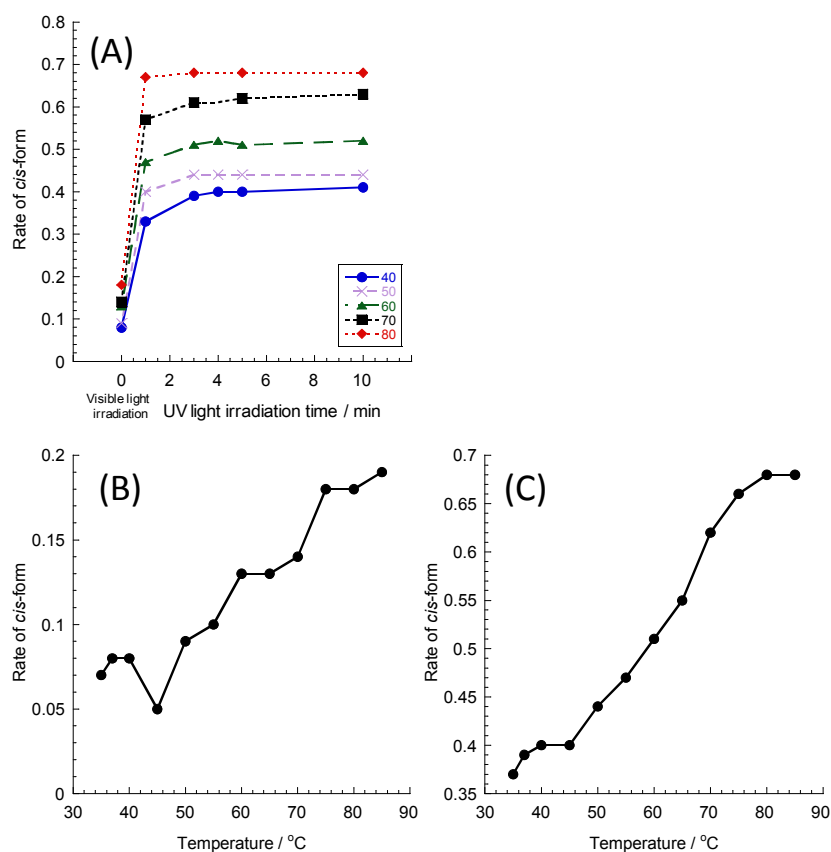 (A)
0.8
0.7
0.6
0.5
0.4
0.3
0.2
0.1
0
Rate of cis-form
40
50
60
70
80
0 2 4 6 8 10
Visible light
irradiation
UV light irradiation time / min
(B)
0.2
0.15
0.1
0.05
0
Rate of cis-form
30 40 50 60 70 80 90
Temperature / °C
(C)
0.7
0.65
0.6
0.55
0.5
0.45
0.4
0.35
Rate of cis-form
30 40 50 60 70 80 90
Temperature / °C